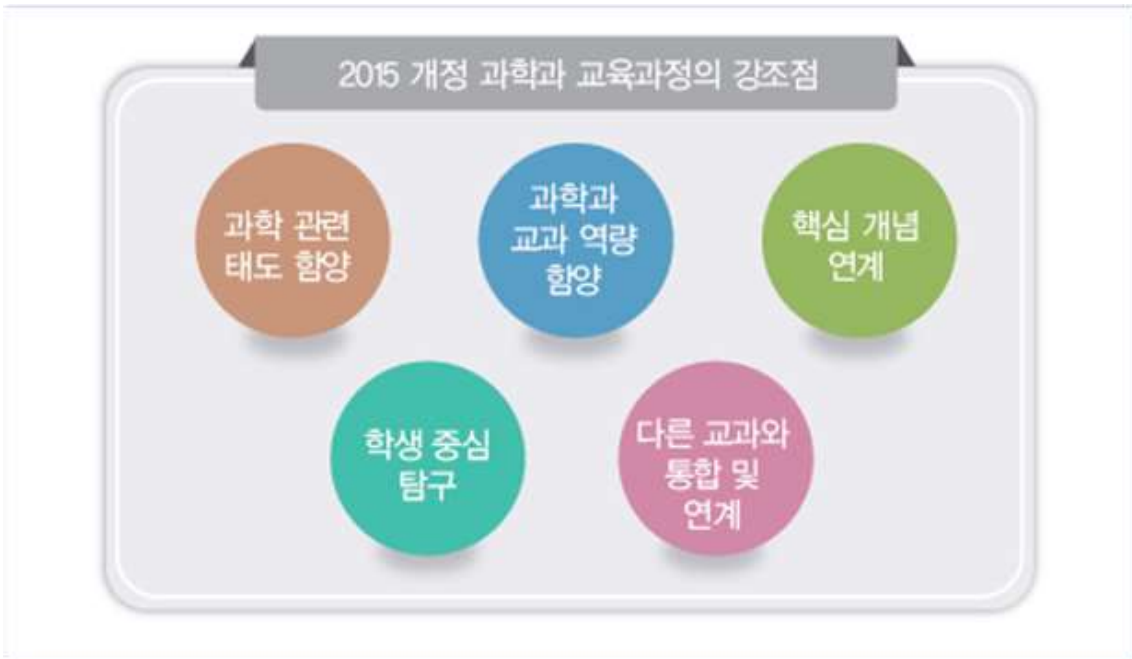 2015 개정 과학과 교육과정의 강조점
과학 관련
태도 함양
과학과
교과 역량
함양
핵심 개념
연계
학생 중심
탐구
다른 교과와
통합 및
연계